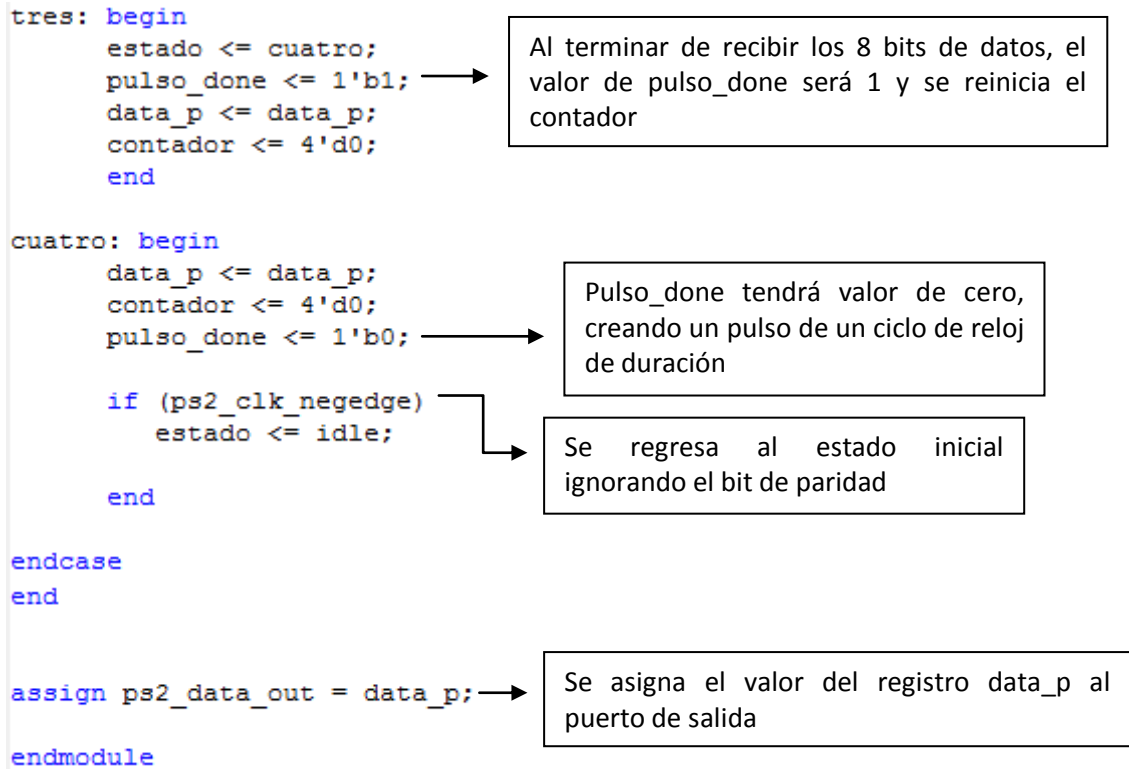 tres: begin
estado <= cuatro;
pulso_done <= 1'b1;
data_p <= data_p;
contador <= 4'd0;
end
Al terminar de recibir los 8 bits de datos, el
valor de pulso_done será 1 y se reinicia el
contador
cuatro: begin
data_p <= data_p;
contador <= 4'd0;
pulso_done <= 1'b0;
Pulso_done tendrá valor de cero,
creando un pulso de un ciclo de reloj
de duración
if (ps2_clk_negedge)
estado <= idle;
Se regresa al estado inicial
ignorando el bit de paridad
end
endcase
end
assign ps2_data_out = data_p;
Se asigna el valor del registro data_p al
puerto de salida
endmodule